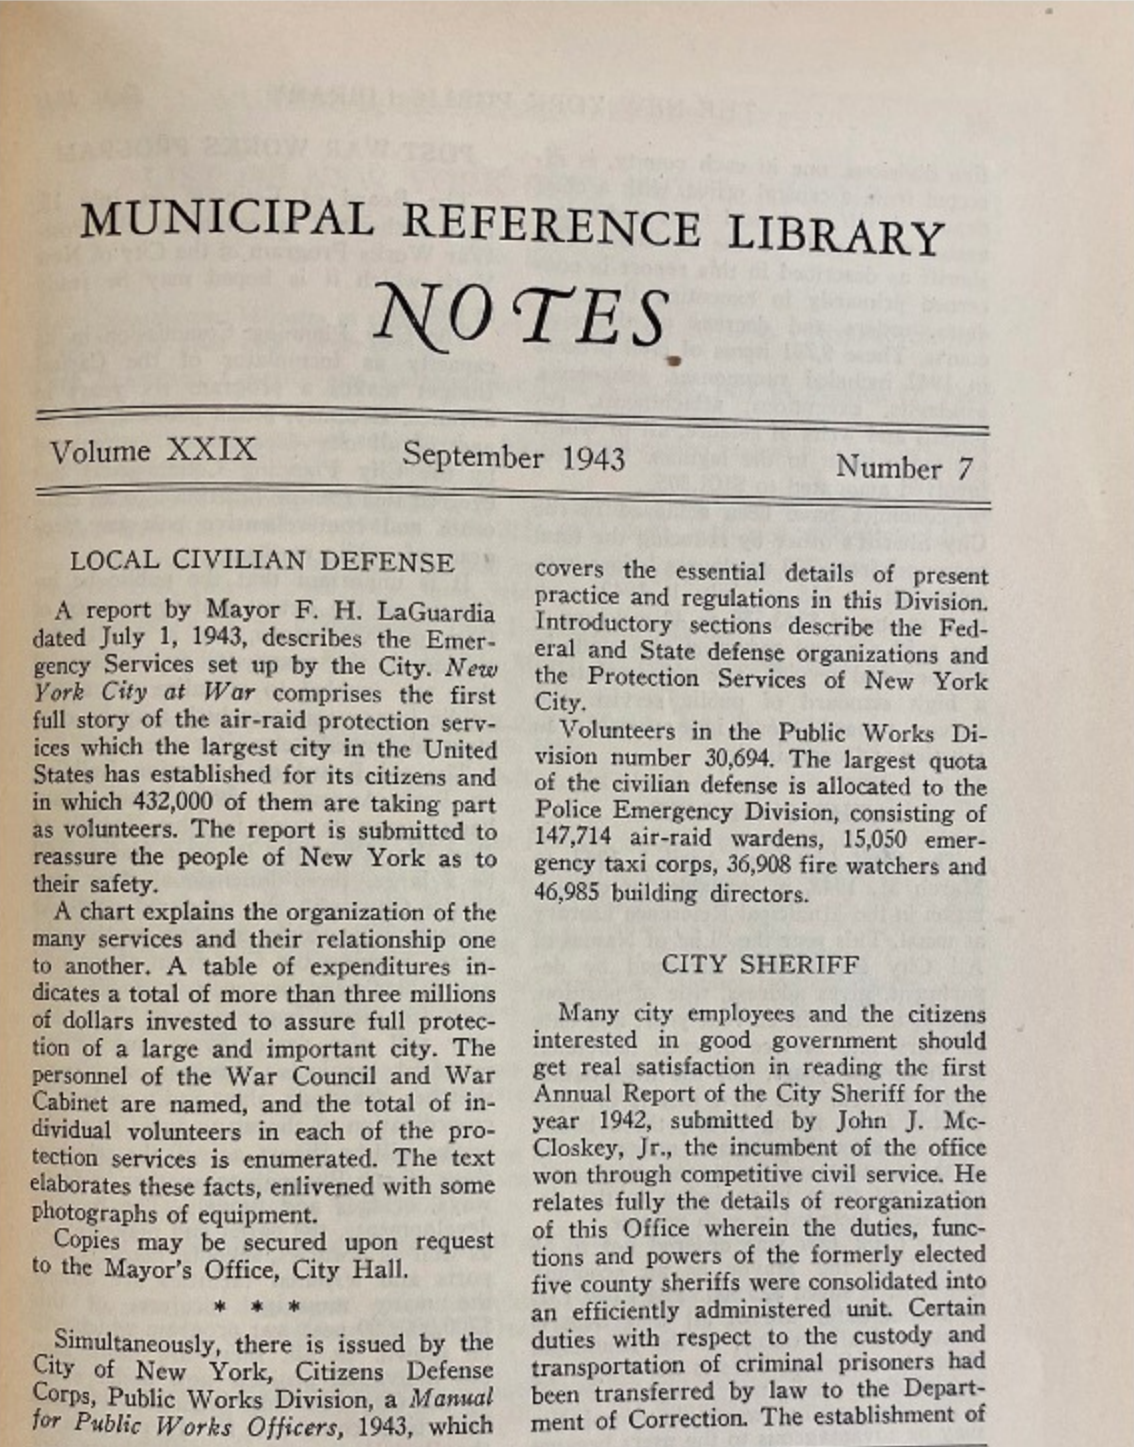 MUNICIPAL REFERENCE LIBRARY
NOTES
Volume XXIX September 1943 Number 7
LOCAL CIVILIAN DEFENSE
A report by Mayor F. H. LaGuardia
dated July 1, 1943, describes the Emer-
gency Services set up by the City. New
York City at War comprises the first
full story of the air-raid protection serv-
ices which the largest city in the United
States has established for its citizens and
in which 432,000 of them are taking part
as volunteers. The report is submitted to
reassure the people of New York as to
their safety.
A chart explains the organization of the
many services and their relationship one
to another. A table of expenditures in-
dicates a total of more than three millions
of dollars invested to assure full protec-
tion of a large and important city. The
personnel of the War Council and War
Cabinet are named, and the total of in-
dividual volunteers in each of the pro-
tection services is enumerated. The text
elaborates these facts, enlivened with some
photographs of equipment.
Copies may be secured upon request
to the Mayor's Office, City Hall.
* * *
Simultaneously, there is issued by the
City of New York, Citizens Defense
Corps, Public Works Division, a Manual
for Public Works Officers, 1943, which
covers the essential details of present
practice and regulations in this Division.
Introductory sections describe the Fed-
eral and State defense organizations and
the Protection Services of New York
City.
Volunteers in the Public Works Di-
vision number 30,694. The largest quota
of the civilian defense is allocated to the
Police Emergency Division, consisting of
147,714 air-raid wardens, 15,050 emer-
gency taxi corps, 36,908 fire watchers and
46,985 building directors.
CITY SHERIFF
Many city employees and the citizens
interested in good government should
get real satisfaction in reading the first
Annual Report of the City Sheriff for the
year 1942, submitted by John J. Mc-
Closkey, Jr., the incumbent of the office
won through competitive civil service. He
relates fully the details of reorganization
of this Office wherein the duties, func-
tions and powers of the formerly elected
five county sheriffs were consolidated into
an efficiently administered unit. Certain
duties with respect to the custody and
transportation of criminal prisoners had
been transferred by law to the Depart-
ment of Correction. The establishment of